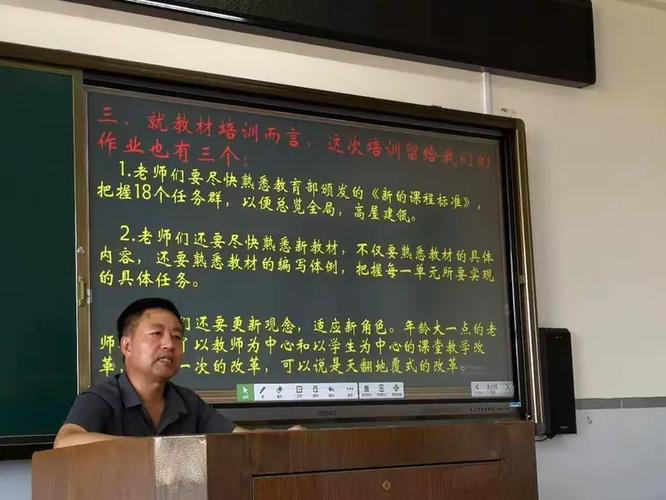 三、就教材培训而言，这次培训留给我们的
作业也有三个：
1.老师们要尽快熟悉教育部颁发的《新的课程标准》，
把握18个任务群，以便总览全局，高屋建瓴。
2.老师们还要尽快熟悉新教材，不仅要熟悉教材的具体
内容，还要熟悉教材的编写体例，把握每一单元所要实现
的具体任务。
们还要更新观念，适应新角色。年龄大一点的老
师 了以教师为中心和以学生为中心的课堂教学改
革， 一次的改革，可以说是天翻地覆式的改革。